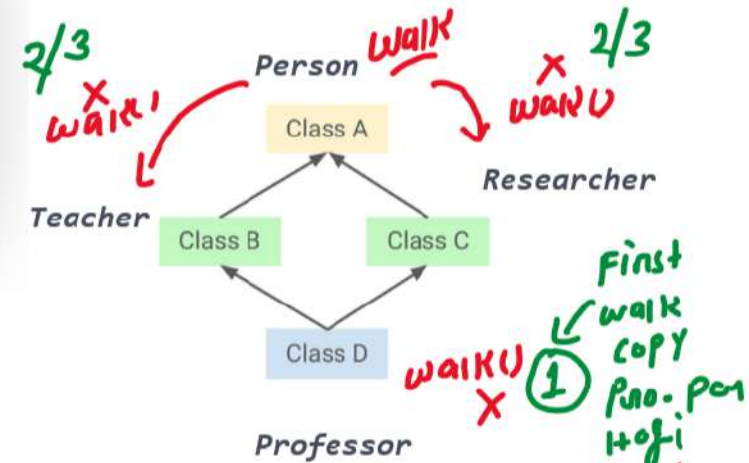 2/3
Person walk
2/3
x
x
walk()
Class A
Researcher
Teacher
Class B
Class C
First
walk
copy
Class D
walk()
1
x
Professor